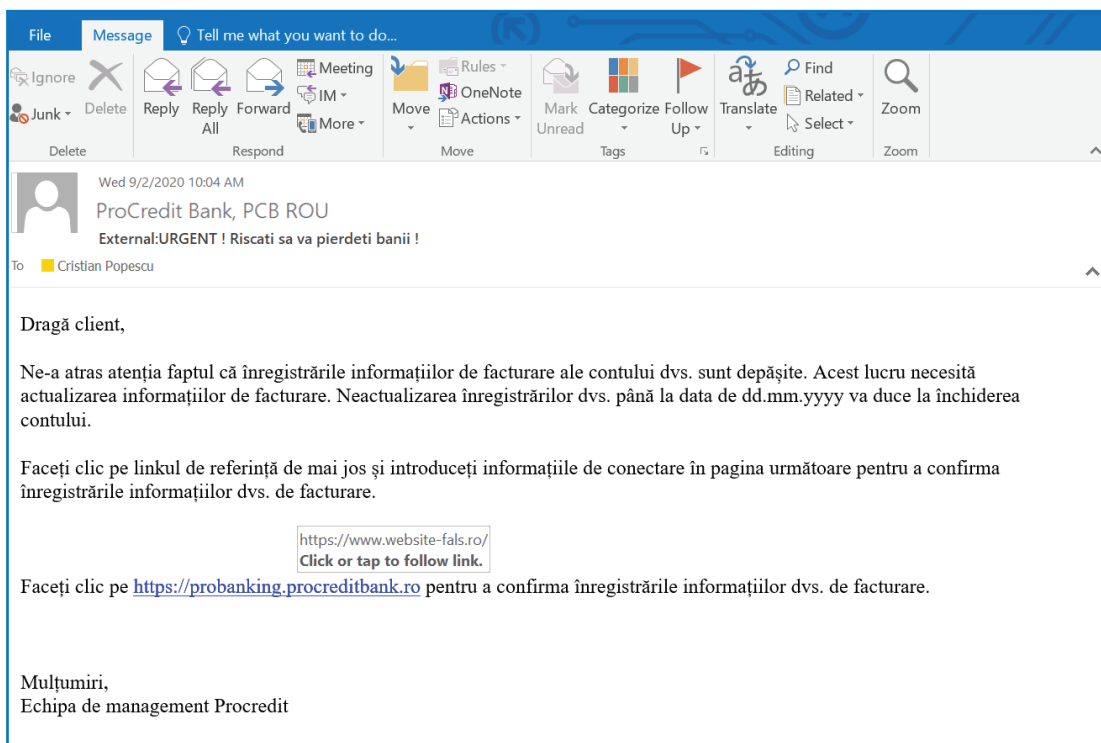 File Message Tell me what you want to do...
Ignore Meeting Rules Find
IM OneNote Related
Junk Delete Reply Reply Forward More Move Actions Mark Categorize Follow Translate Select Zoom
All Unread Up
Delete Respond Move Tags Editing Zoom
Wed 9/2/2020 10:04 AM
ProCredit Bank, PCB ROU
External:URGENT ! Riscati sa va pierdeti banii !
To Cristian Popescu
Dragă client,
Ne-a atras atenția faptul că înregistrările informațiilor de facturare ale contului dvs. sunt depășite. Acest lucru necesită
actualizarea informațiilor de facturare. Neactualizarea înregistrărilor dvs. până la data de dd.mm.yyyy va duce la închiderea
contului.
Faceți clic pe linkul de referință de mai jos și introduceți informațiile de conectare în pagina următoare pentru a confirma
înregistrările informațiilor dvs. de facturare.
https://www.website-fals.ro/
Click or tap to follow link.
Faceți clic pe https://probanking.procreditbank.ro pentru a confirma înregistrările informațiilor dvs. de facturare.
Mulțumiri,
Echipa de management Procredit